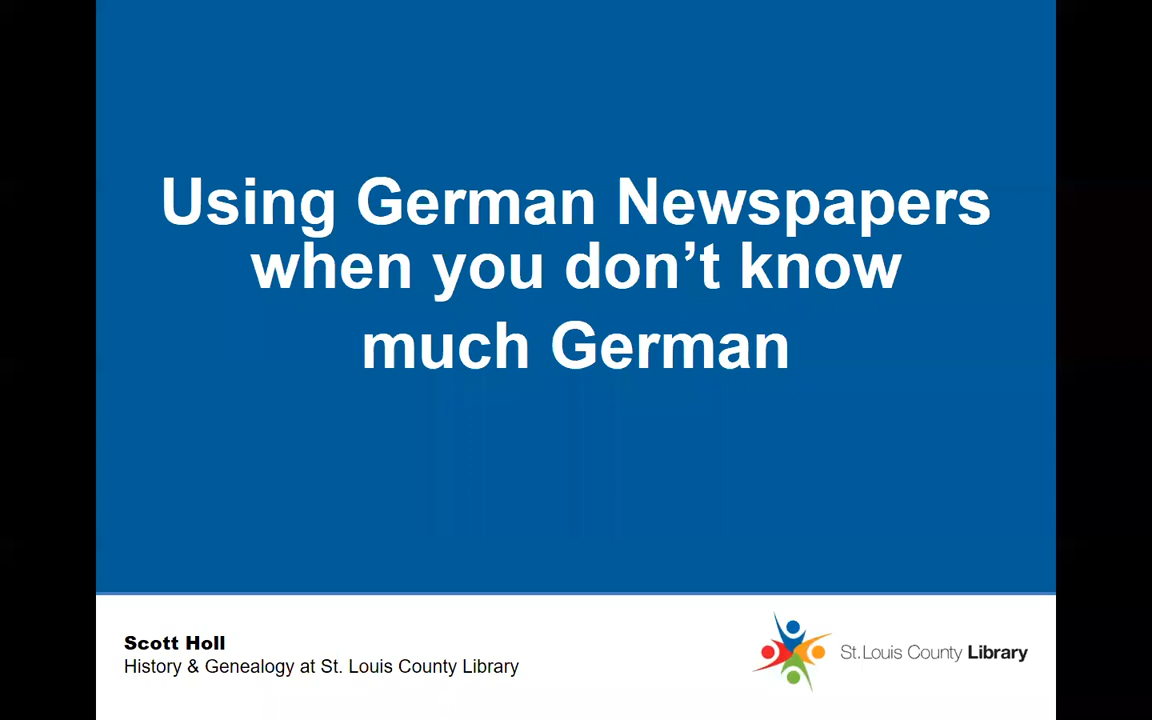 Using German Newspapers
when you don’t know
much German
Scott Holl
History & Genealogy at St. Louis County Library
St.Louis County Library